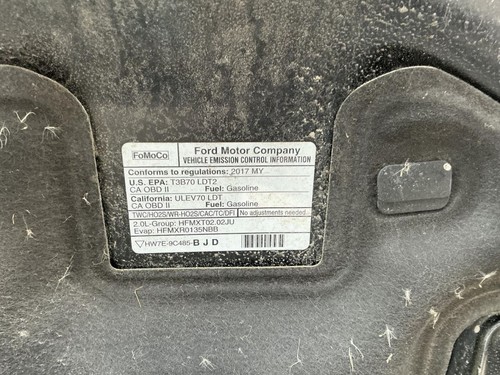 FoMoCo
Ford Motor Company
VEHICLE EMISSION CONTROL INFORMATION
Conforms to regulations: 2017 MY
U.S. EPA: T3B70 LDT2
CA OBD II Fuel: Gasoline
California: ULEV70 LDT
CA OBD II Fuel: Gasoline
TWC/HO2S/WR-HO2S/CAC/TC/DFI No adjustments needed.
2.0L-Group: HFMXT02.02JU
Evap: HFMXR0135NBB
HW7E-9C485-BJD